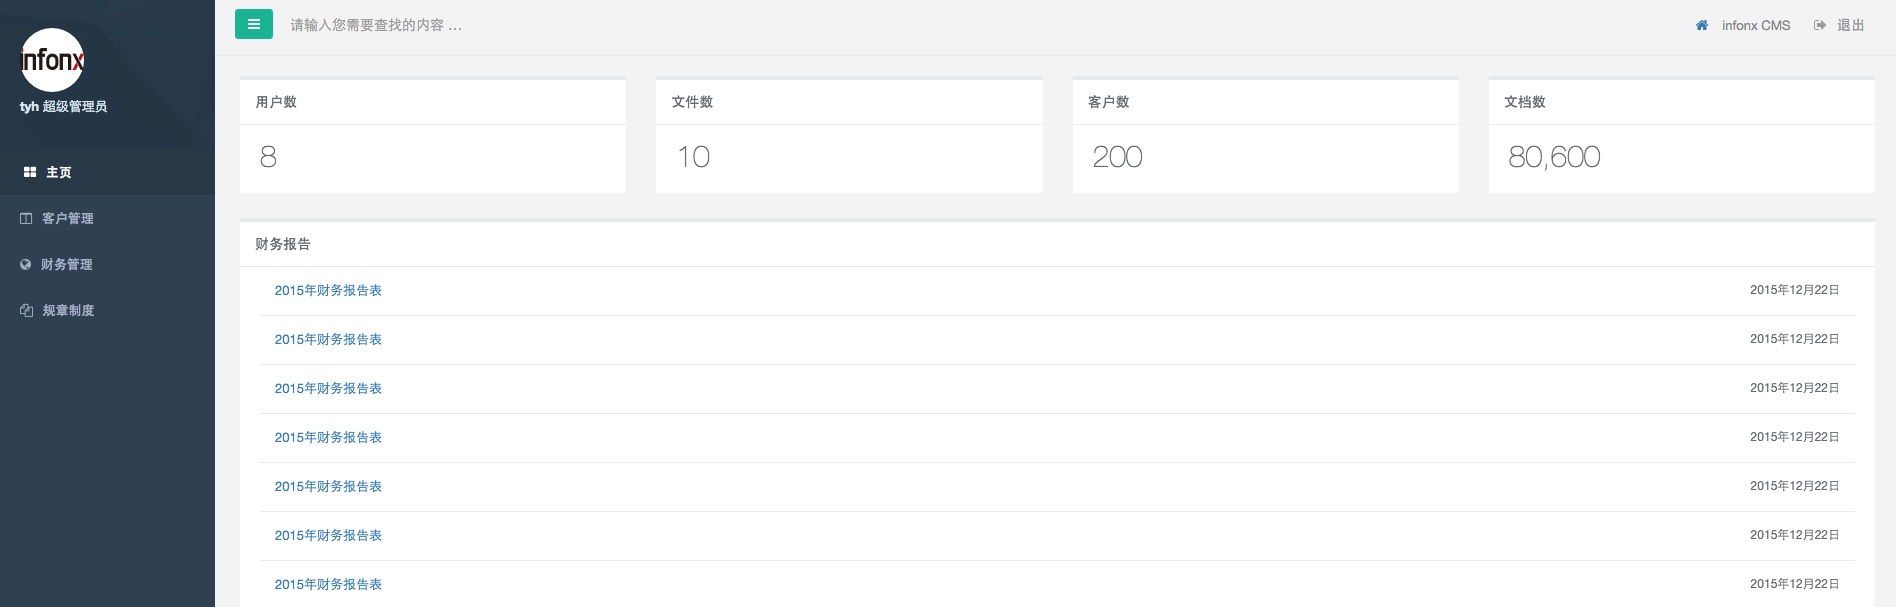 infonx
tyh 超级管理员
主页
客户管理
财务管理
规章制度
请输入您需要查找的内容 …
infonx CMS
退出
用户数
8
文件数
10
客户数
200
文档数
80,600
财务报告
2015年财务报告表 2015年12月22日
2015年财务报告表 2015年12月22日
2015年财务报告表 2015年12月22日
2015年财务报告表 2015年12月22日
2015年财务报告表 2015年12月22日
2015年财务报告表 2015年12月22日
2015年财务报告表 2015年12月22日